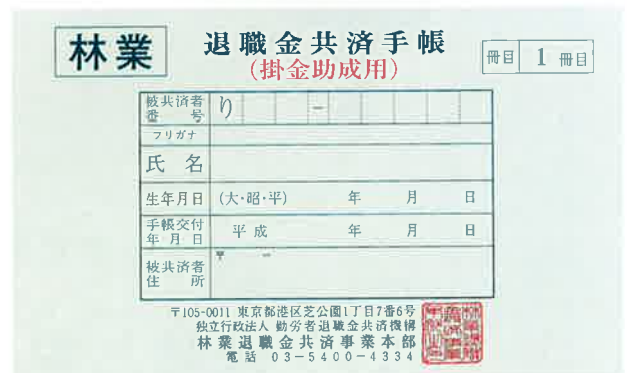 林業
退職金共済手帳
(掛金助成用)
冊目 1 冊目
被共済者番号 り -
フリガナ
氏名
生年月日 (大・昭・平) 年 月 日
手帳交付年月日 平成 年 月 日
被共済者住所 〒 -
〒105-0011 東京都港区芝公園1丁目7番6号
独立行政法人 勤労者退職金共済機構
林業退職金共済事業本部
電話 03-5400-4334